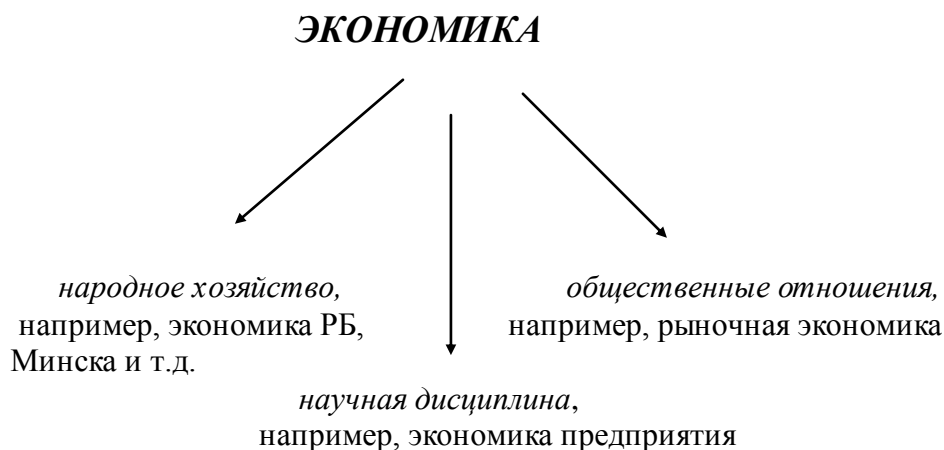 ЭКОНОМИКА
народное хозяйство,
например, экономика РБ,
Минска и т.д.
общественные отношения,
например, рыночная экономика
научная дисциплина,
например, экономика предприятия